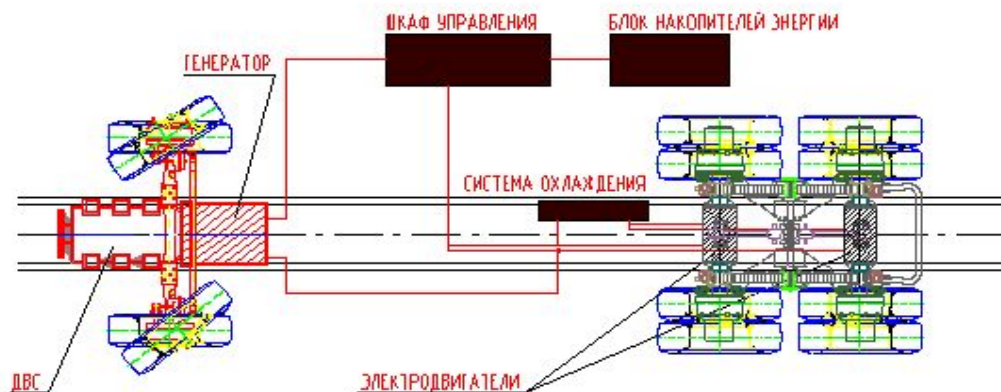 ШКАФ УПРАВЛЕНИЯ
БЛОК НАКОПИТЕЛЕЙ ЭНЕРГИИ
ГЕНЕРАТОР
СИСТЕМА ОХЛАЖДЕНИЯ
ДВС
ЭЛЕКТРОДВИГАТЕЛИ